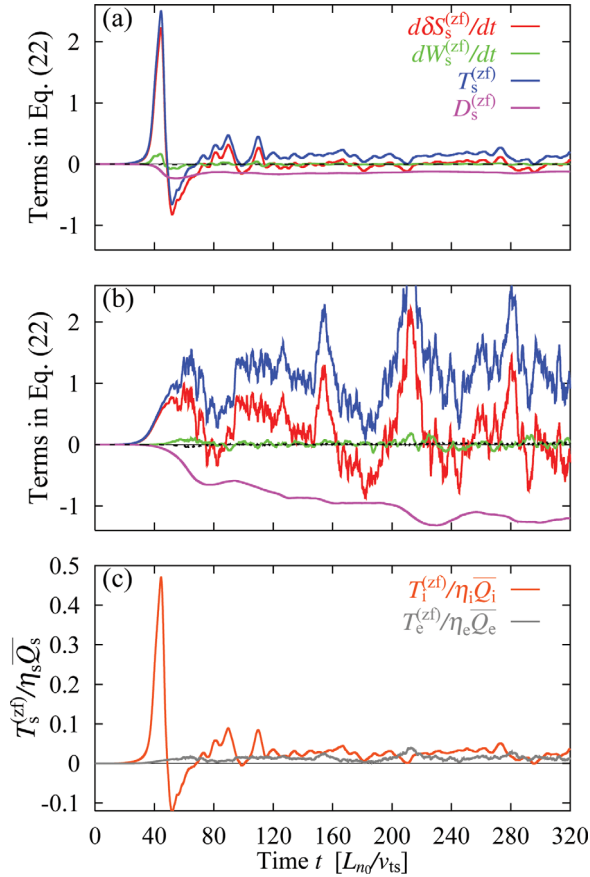 (a)
dδS_s^(zf)/dt
dW_s^(zf)/dt
T_s^(zf)
D_s^(zf)
Terms in Eq. (22)
2
1
0
-1
(b)
Terms in Eq. (22)
2
1
0
-1
(c)
T_i^(zf)/η_i Q̅_i
T_e^(zf)/η_e Q̅_e
T_s^(zf)/η_s Q̅_s
0.5
0.4
0.3
0.2
0.1
0
-0.1
0 40 80 120 160 200 240 280 320
Time t [L_n0/v_ts]